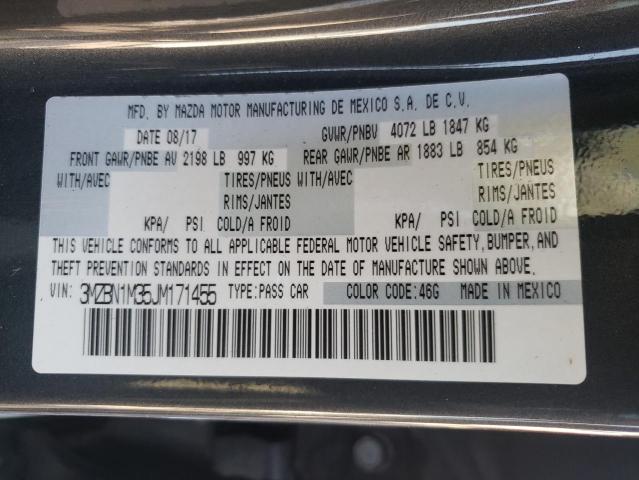 MFD. BY MAZDA MOTOR MANUFACTURING DE MEXICO S.A. DE C.V.
DATE 08/17 GVWR/PNBV 4072 LB 1847 KG
FRONT GAWR/PNBE AV 2198 LB 997 KG REAR GAWR/PNBE AR 1883 LB 854 KG
WITH/AVEC TIRES/PNEUS WITH/AVEC TIRES/PNEUS
RIMS/JANTES RIMS/JANTES
KPA/ PSI COLD/A FROID KPA/ PSI COLD/A FROID
THIS VEHICLE CONFORMS TO ALL APPLICABLE FEDERAL MOTOR VEHICLE SAFETY, BUMPER, AND
THEFT PREVENTION STANDARDS IN EFFECT ON THE DATE OF MANUFACTURE SHOWN ABOVE.
VIN: 3MZBN1M35JM171455 TYPE:PASS CAR COLOR CODE:46G MADE IN MEXICO